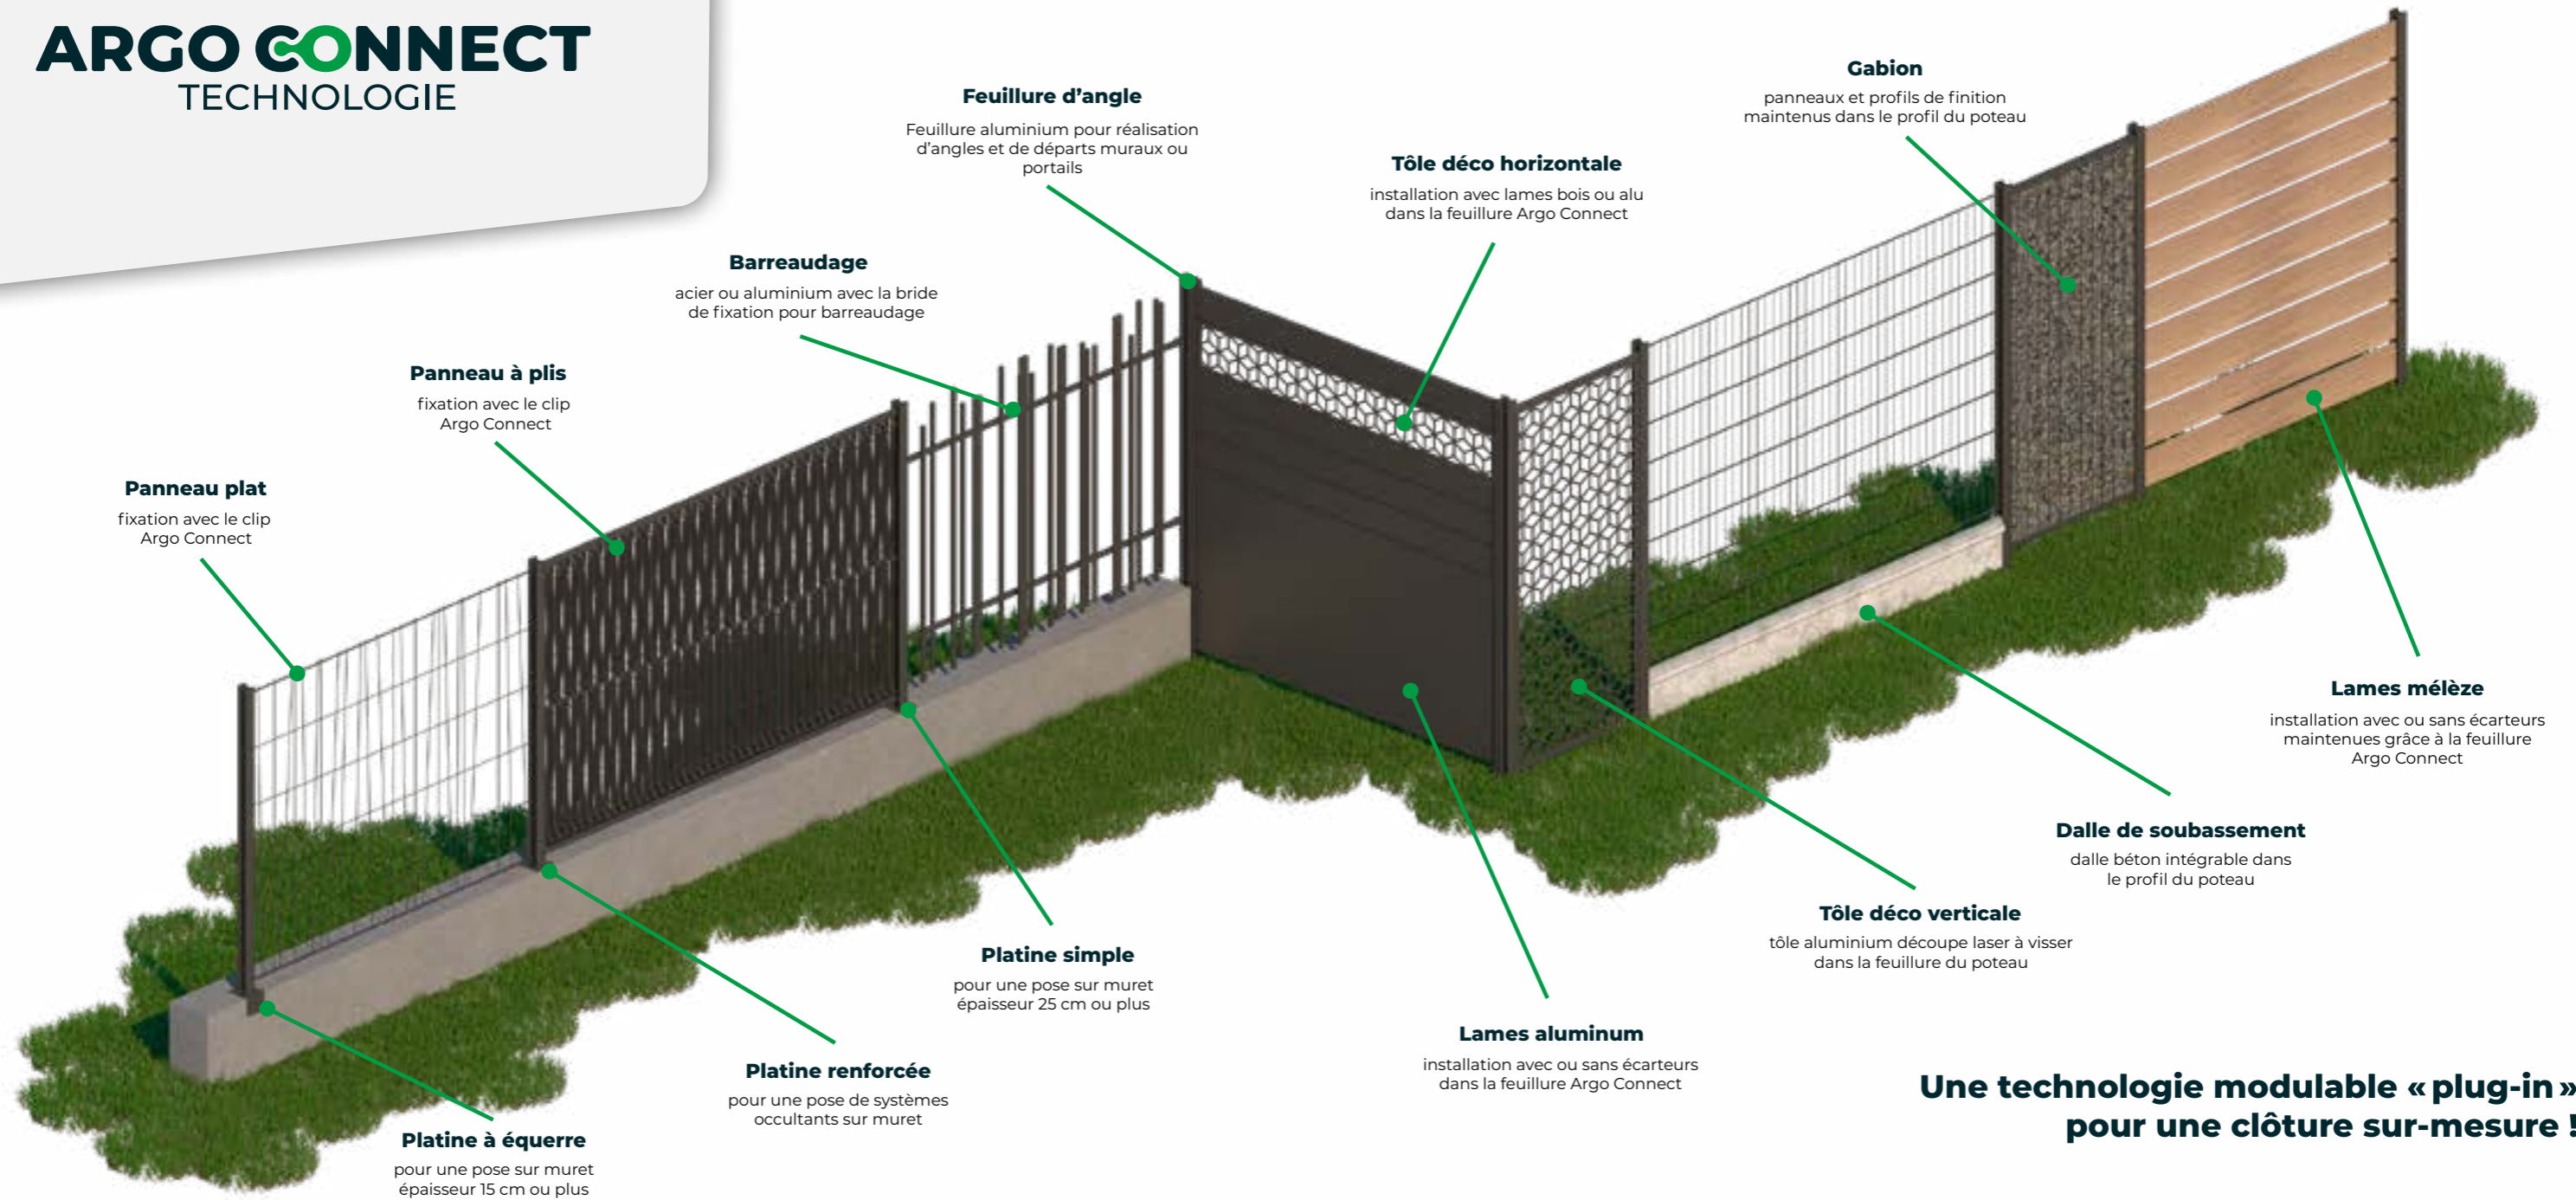 ARGO CONNECT
TECHNOLOGIE
Feuillure d’angle
Feuillure aluminium pour réalisation
d’angles et de départs muraux ou
portails
Gabion
panneaux et profils de finition
maintenus dans le profil du poteau
Tôle déco horizontale
installation avec lames bois ou alu
dans la feuillure Argo Connect
Barreaudage
acier ou aluminium avec la bride
de fixation pour barreaudage
Panneau à plis
fixation avec le clip
Argo Connect
Panneau plat
fixation avec le clip
Argo Connect
Lames mélèze
installation avec ou sans écarteurs
maintenues grâce à la feuillure
Argo Connect
Dalle de soubassement
dalle béton intégrable dans
le profil du poteau
Tôle déco verticale
tôle aluminium découpe laser à visser
dans la feuillure du poteau
Platine simple
pour une pose sur muret
épaisseur 25 cm ou plus
Lames aluminum
installation avec ou sans écarteurs
dans la feuillure Argo Connect
Platine renforcée
pour une pose de systèmes
occultants sur muret
Platine à équerre
pour une pose sur muret
épaisseur 15 cm ou plus
Une technologie modulable « plug-in »
pour une clôture sur-mesure !